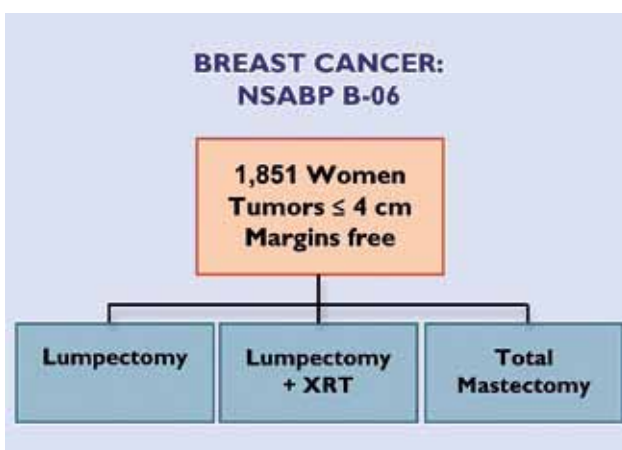 BREAST CANCER:
NSABP B-06
1,851 Women
Tumors ≤ 4 cm
Margins free
Lumpectomy
Lumpectomy
+ XRT
Total
Mastectomy